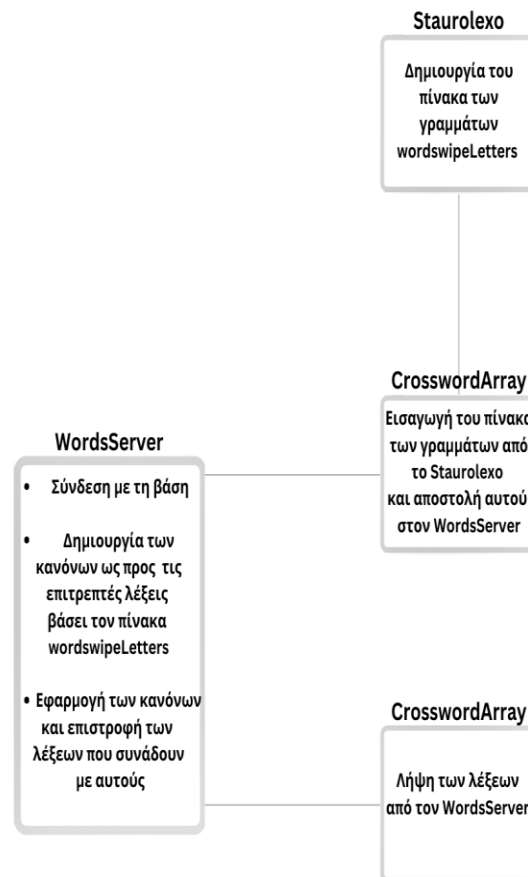 Staurolexo
Δημιουργία του
πίνακα των
γραμμάτων
wordswipeLetters
CrosswordArray
Εισαγωγή του πίνακα
των γραμμάτων από
το Staurolexo
και αποστολή αυτού
στον WordsServer
WordsServer
• Σύνδεση με τη βάση
• Δημιουργία των
κανόνων ως προς τις
επιτρεπτές λέξεις
βάσει τον πίνακα
wordswipeLetters
• Εφαρμογή των κανόνων
και επιστροφή των
λέξεων που συνάδουν
με αυτούς
CrosswordArray
Λήψη των λέξεων
από τον WordsServer